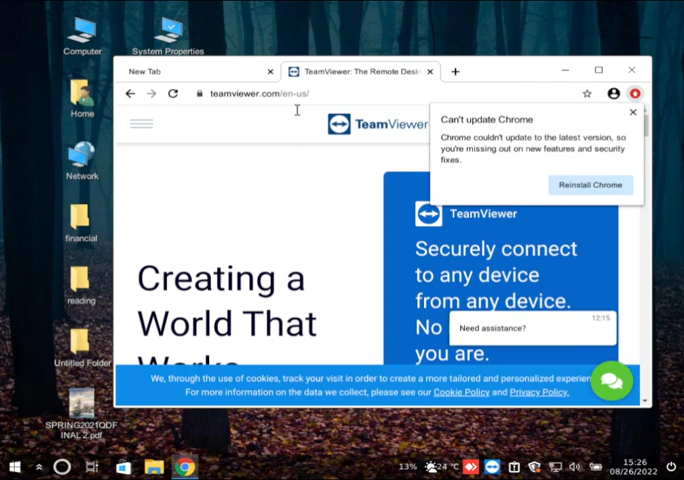 Computer
System Properties
Home
Network
financial
reading
Untitled Folder
SPRING2021QDF
INAL 2.pdf
New Tab
TeamViewer: The Remote Desk
teamviewer.com/en-us/
TeamViewer
Can't update Chrome
Chrome couldn't update to the latest version, so
you're missing out on new features and security
fixes.
Reinstall Chrome
Creating a
World That
Works
TeamViewer
Securely connect
to any device
from any device.
No
you are.
12:15
Need assistance?
We, through the use of cookies, track your visit in order to create a more tailored and personalized experien
For more information on the data we collect, please see our Cookie Policy and Privacy Policy.
13%
24 °C
15:26
08/26/2022